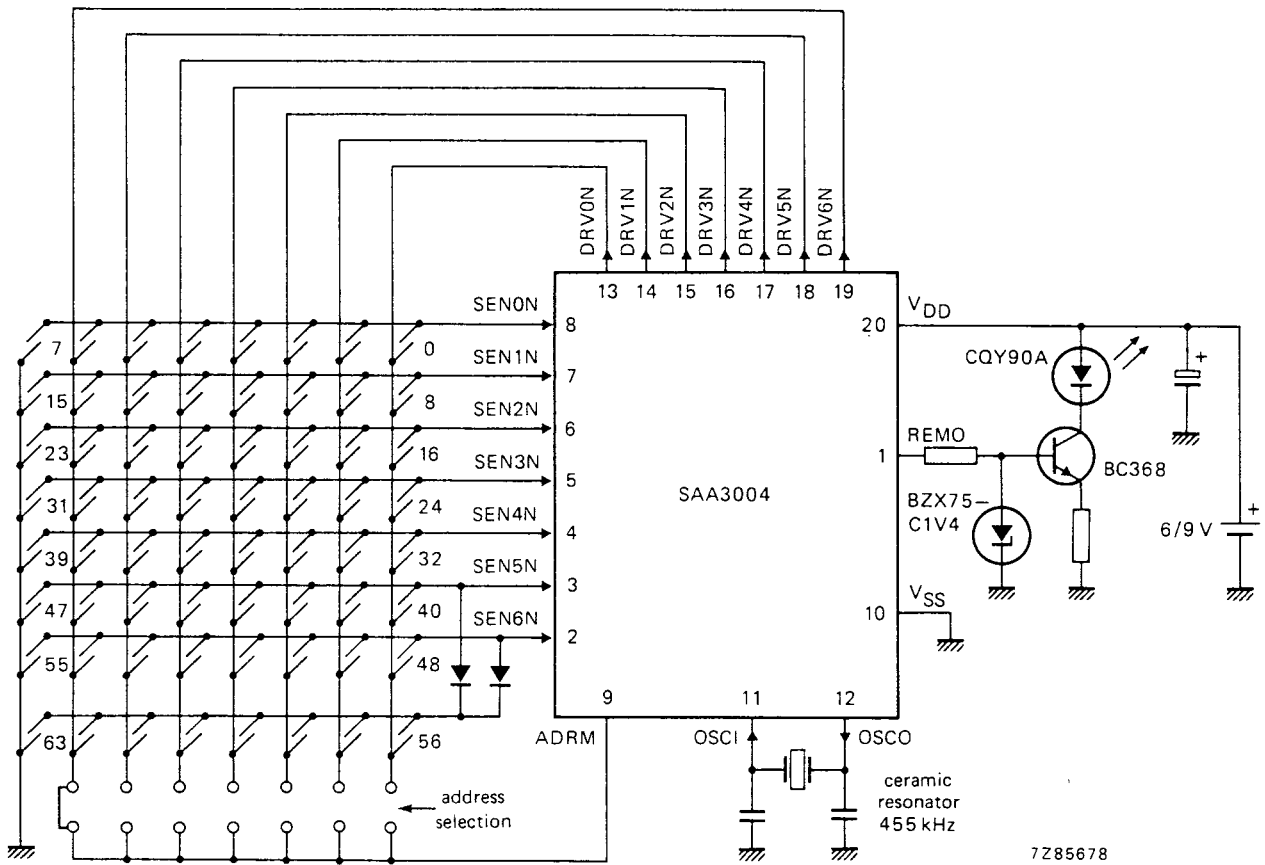 DRV0N
DRV1N
DRV2N
DRV3N
DRV4N
DRV5N
DRV6N
13 14 15 16 17 18 19
SEN0N
8
7
0
SEN1N
7
15
8
SEN2N
6
23
16
SEN3N
5
31
24
SEN4N
4
39
32
SEN5N
3
47
40
SEN6N
2
55
48
63
56
SAA3004
20
VDD
CQY90A
+
REMO
1
BC368
BZX75–
C1V4
+
6/9 V
VSS
10
9
11
12
ADRM
OSCI
OSCO
address
selection
ceramic
resonator
455 kHz
7Z85678